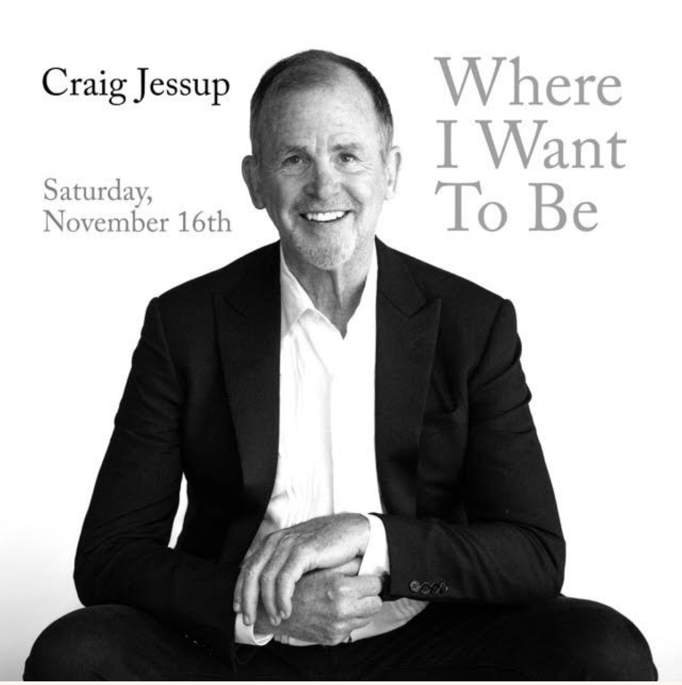 Craig Jessup
Saturday,
November 16th
Where
I Want
To Be